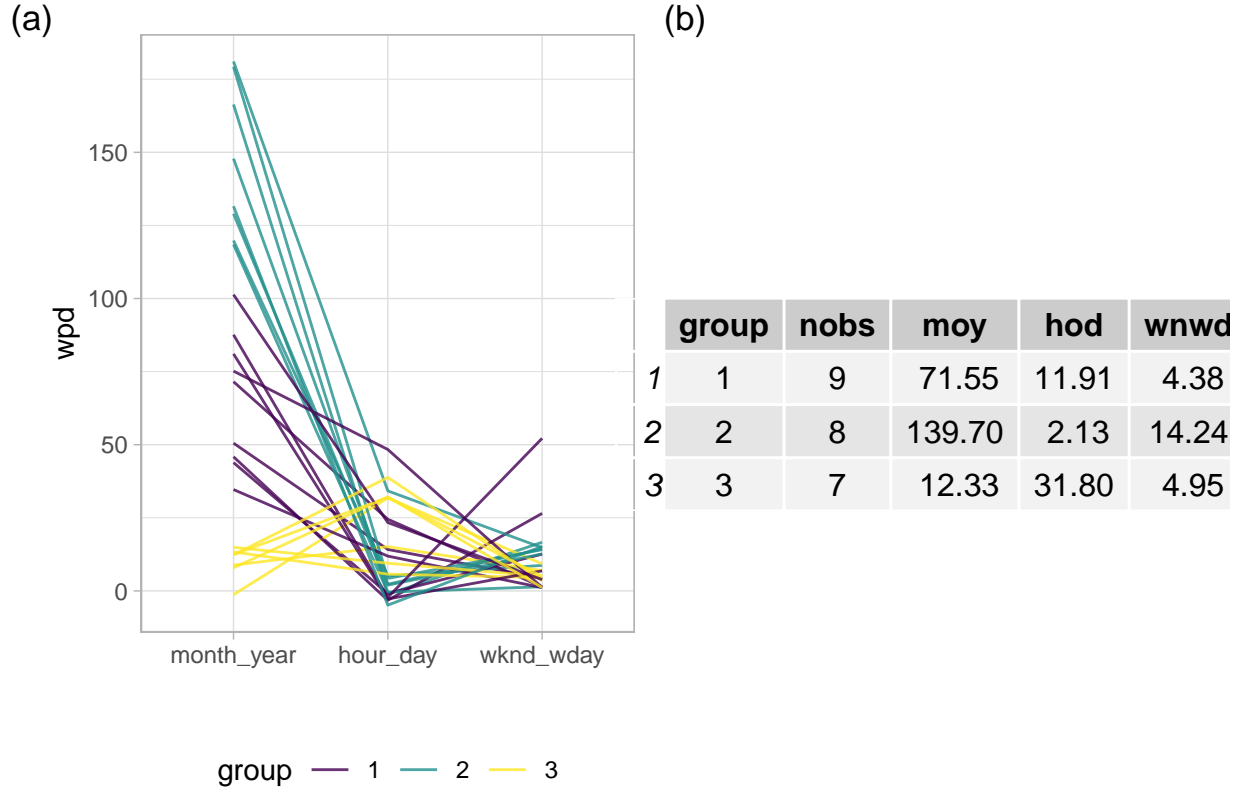 (a)
wpd
150
100
50
0
month_year hour_day wknd_wday
group 1 2 3
(b)
group nobs moy hod wnwd
1 1 9 71.55 11.91 4.38
2 2 8 139.70 2.13 14.24
3 3 7 12.33 31.80 4.95